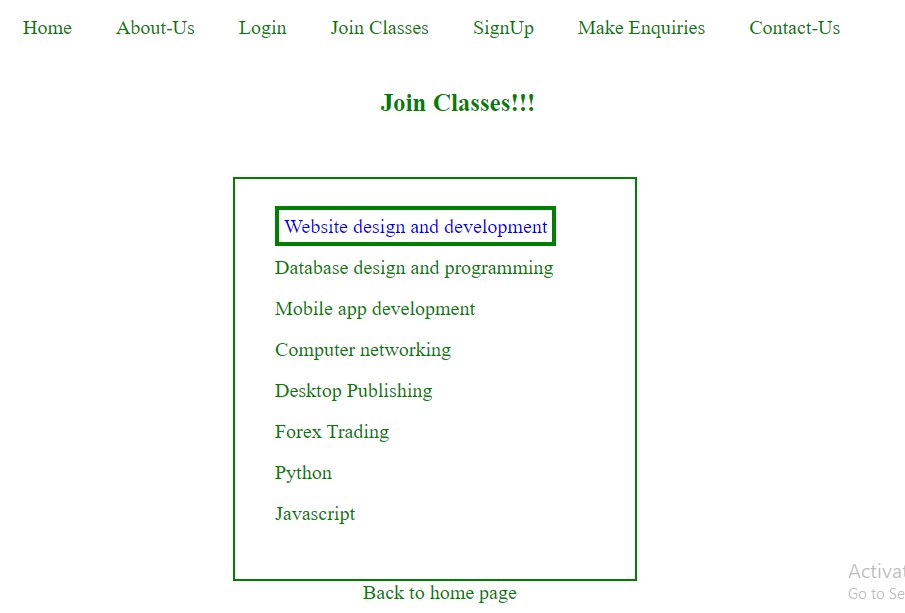 Home About-Us Login Join Classes SignUp Make Enquiries Contact-Us
Join Classes!!!
Website design and development
Database design and programming
Mobile app development
Computer networking
Desktop Publishing
Forex Trading
Python
Javascript
Back to home page
Go to